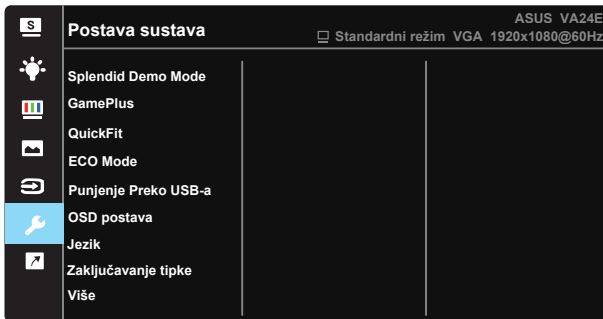 S
Postava sustava
ASUS VA24E
Standardni režim VGA 1920x1080@60Hz
Splendid Demo Mode
GamePlus
QuickFit
ECO Mode
Punjenje Preko USB-a
OSD postava
Jezik
Zaključavanje tipke
Više